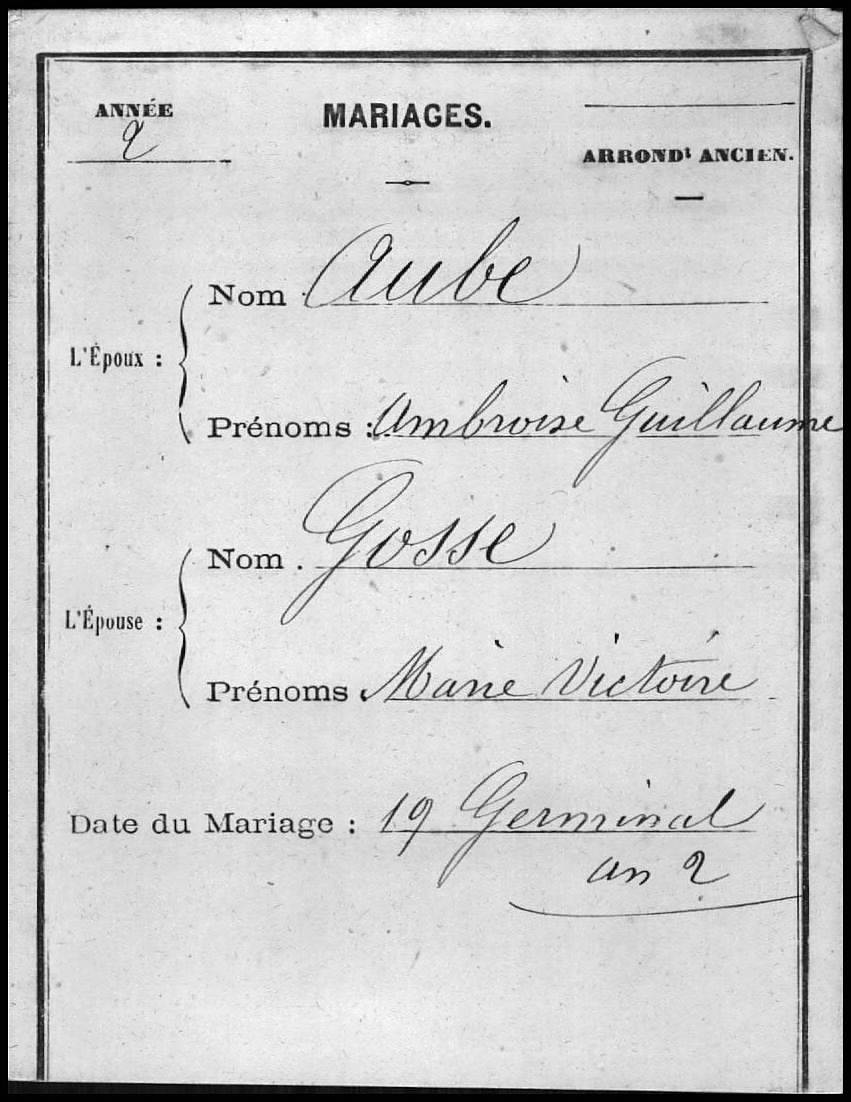 ANNÉE
2
MARIAGES.
ARRONDt ANCIEN.
L'Époux :
Nom Aube
Prénoms : Ambroise Guillaume
L'Épouse :
Nom . Gosse
Prénoms Marie Victoire
Date du Mariage : 19 Germinal
an 2